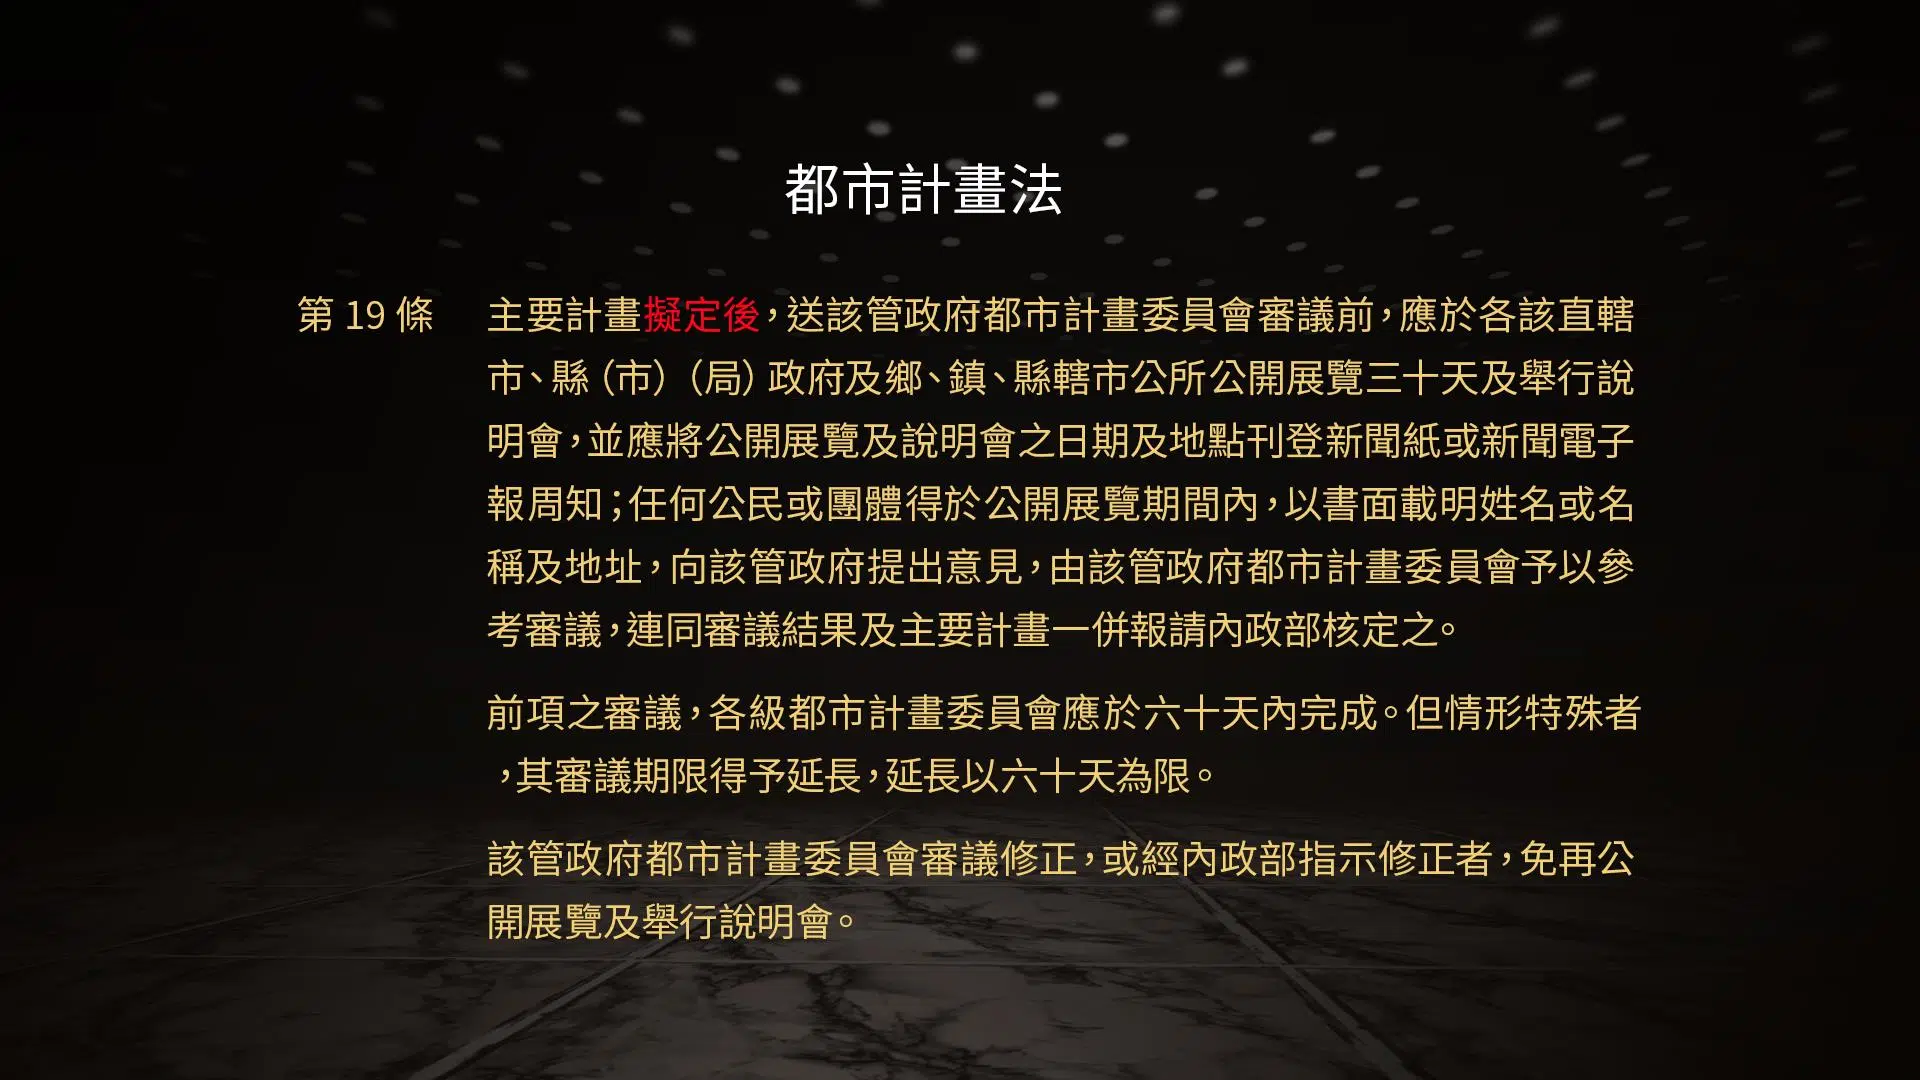 都市計畫法
第 19 條 主要計畫擬定後，送該管政府都市計畫委員會審議前，應於各該直轄
市、縣（市）（局）政府及鄉、鎮、縣轄市公所公開展覽三十天及舉行說
明會，並應將公開展覽及說明會之日期及地點刊登新聞紙或新聞電子
報周知；任何公民或團體得於公開展覽期間內，以書面載明姓名或名
稱及地址，向該管政府提出意見，由該管政府都市計畫委員會予以參
考審議，連同審議結果及主要計畫一併報請內政部核定之。
前項之審議，各級都市計畫委員會應於六十天內完成。但情形特殊者
，其審議期限得予延長，延長以六十天為限。
該管政府都市計畫委員會審議修正，或經內政部指示修正者，免再公
開展覽及舉行說明會。